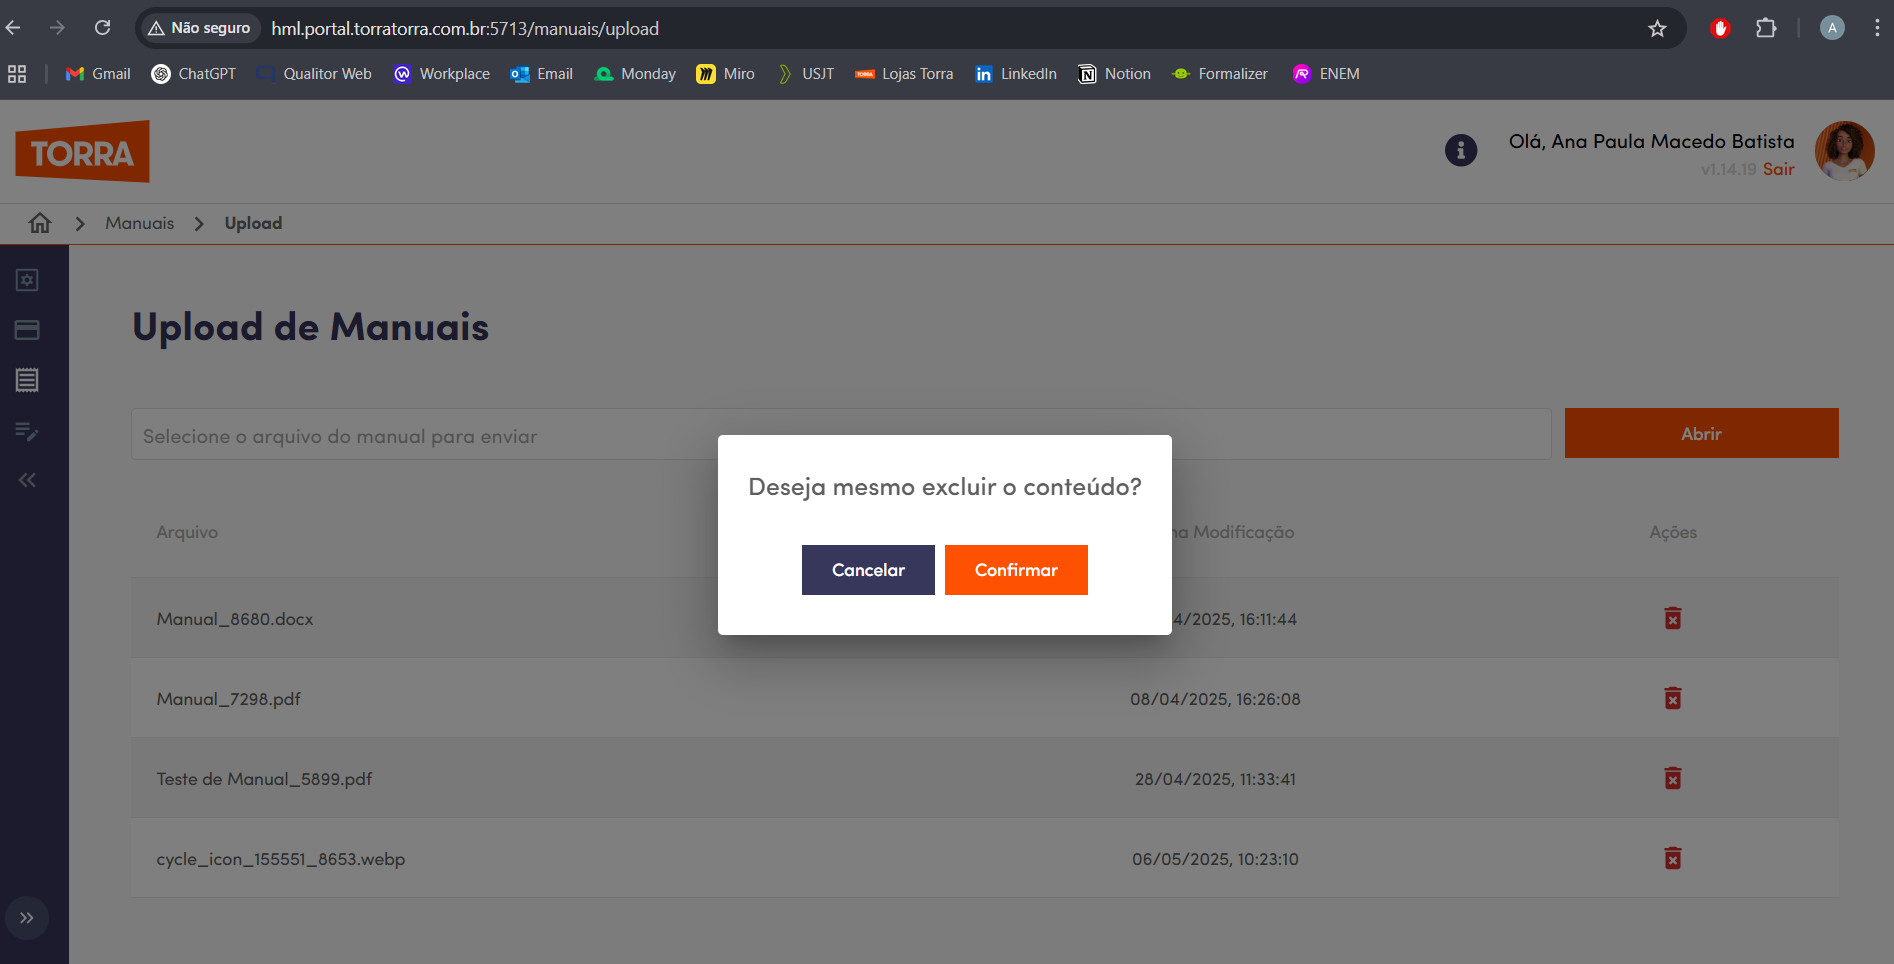 Não seguro hml.portal.torratorra.com.br:5713/manuais/upload A
Gmail ChatGPT Qualitor Web Workplace Email Monday Miro USJT Lojas Torra LinkedIn Notion Formalizer ENEM
TORRA
Olá, Ana Paula Macedo Batista
v1.14.19 Sair
Manuais Upload
Upload de Manuais
Selecione o arquivo do manual para enviar Abrir
Deseja mesmo excluir o conteúdo?
Cancelar Confirmar
Arquivo Modificação Ações
Manual_8680.docx 4/2025, 16:11:44
Manual_7298.pdf 08/04/2025, 16:26:08
Teste de Manual_5899.pdf 28/04/2025, 11:33:41
cycle_icon_155551_8653.webp 06/05/2025, 10:23:10